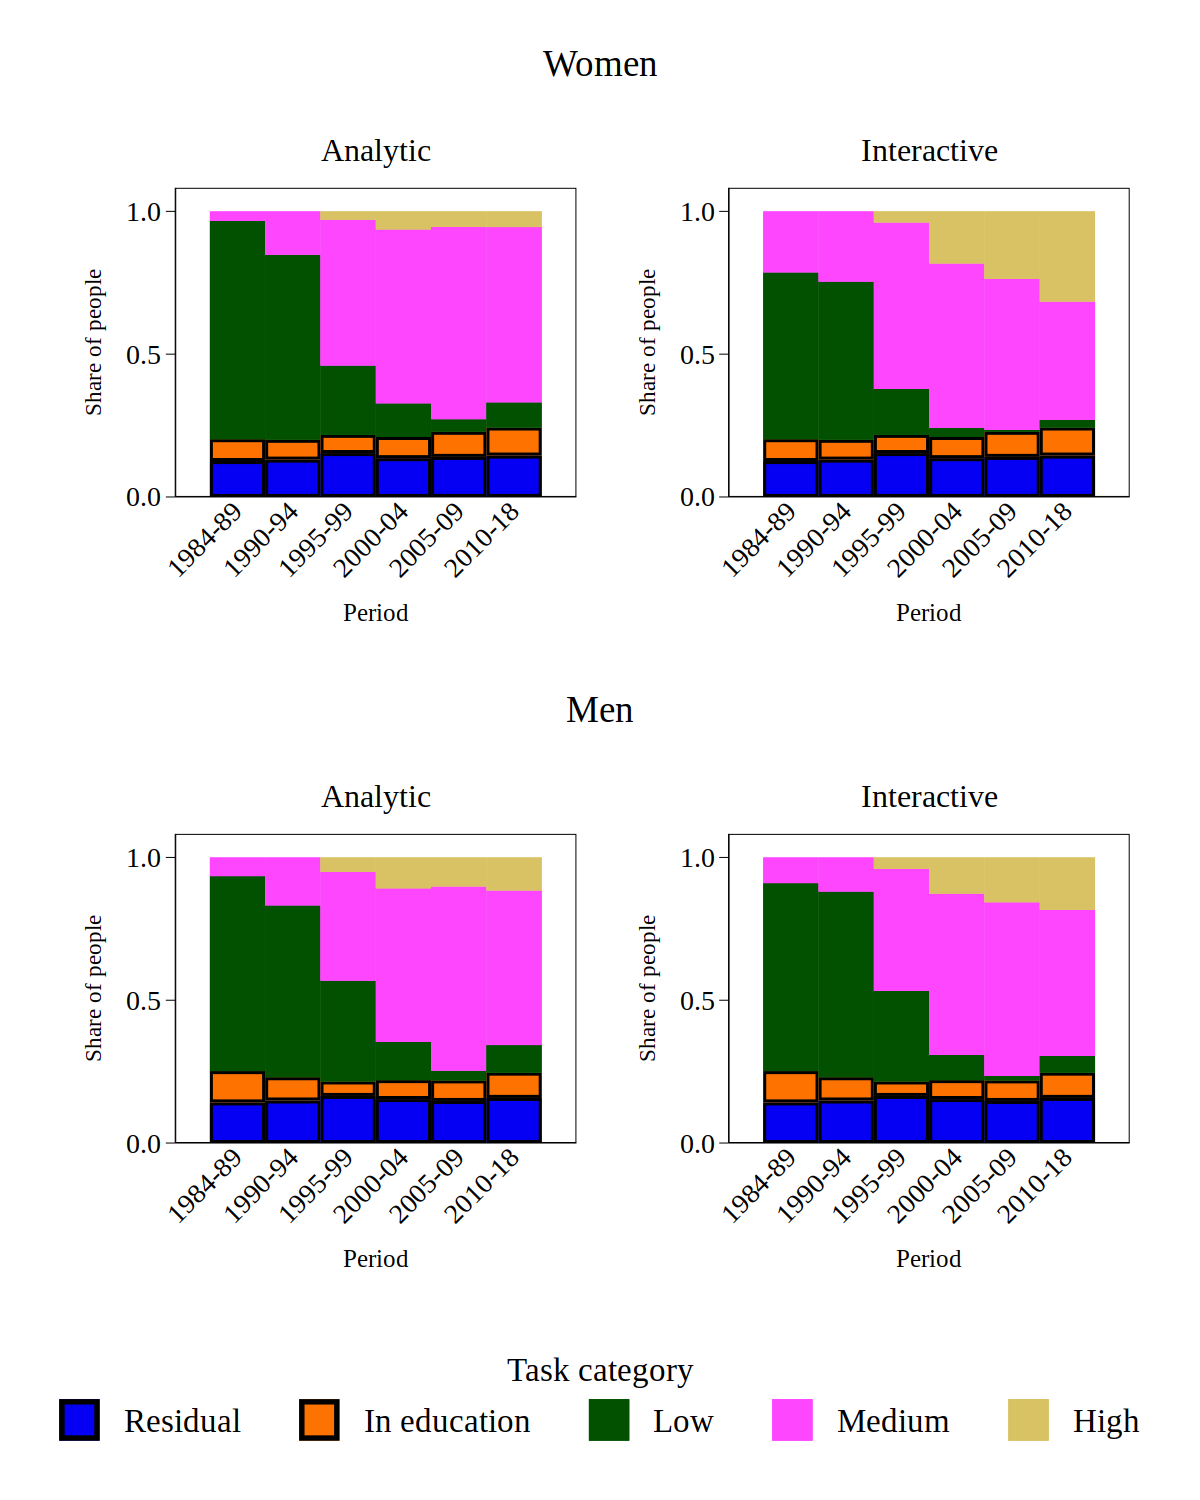 Women
Analytic
Interactive
Share of people
1.0
0.5
0.0
1984-89
1990-94
1995-99
2000-04
2005-09
2010-18
Period
Share of people
1.0
0.5
0.0
1984-89
1990-94
1995-99
2000-04
2005-09
2010-18
Period
Men
Analytic
Interactive
Share of people
1.0
0.5
0.0
1984-89
1990-94
1995-99
2000-04
2005-09
2010-18
Period
Share of people
1.0
0.5
0.0
1984-89
1990-94
1995-99
2000-04
2005-09
2010-18
Period
Task category
Residual In education Low Medium High